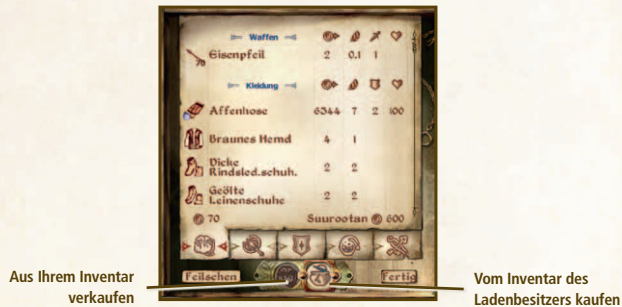 Waffen
Eisenpfeil 2 0.1 1
Kleidung
Affenhose 6344 7 2 100
Braunes Hemd 4 1
Dicke
Rindsled.schuh. 2 2
Geölte
Leinenschuhe 2 2
70 Suurootan 600
Feilschen Fertig
Aus Ihrem Inventar
verkaufen
Vom Inventar des
Ladenbesitzers kaufen